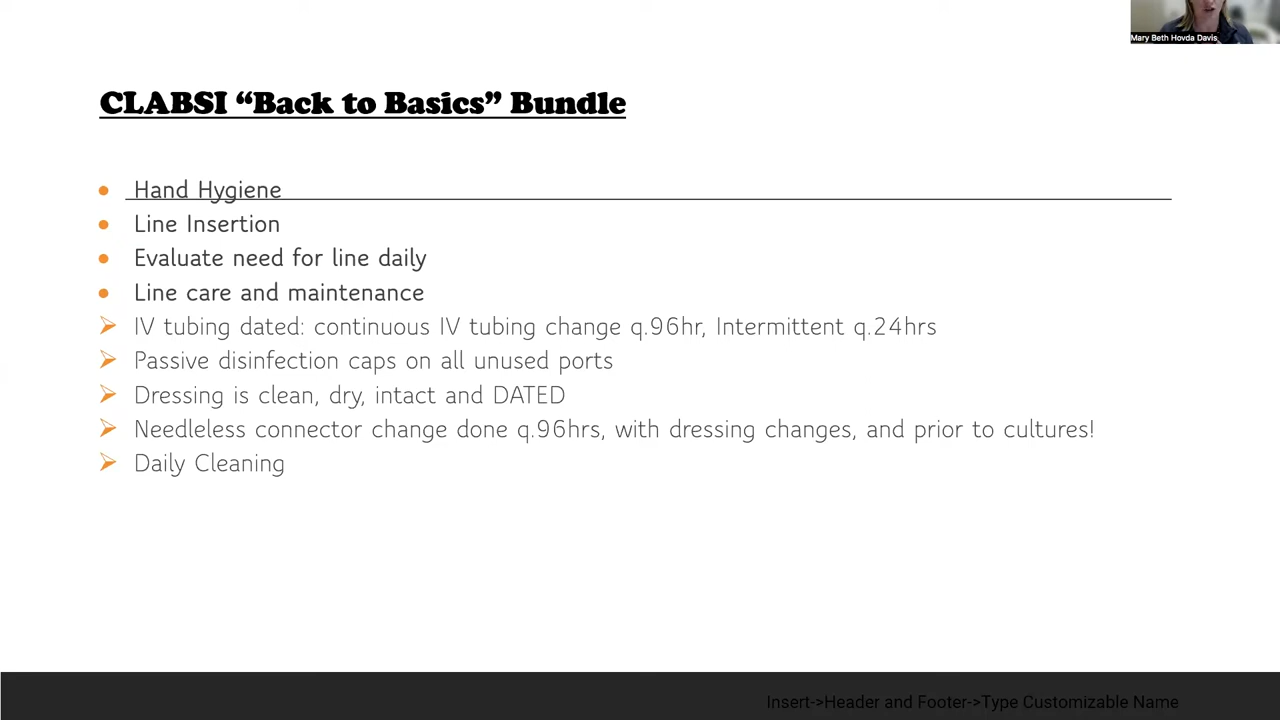 Mary Beth Hovda Davis
CLABSI “Back to Basics” Bundle
Hand Hygiene
Line Insertion
Evaluate need for line daily
Line care and maintenance
IV tubing dated: continuous IV tubing change q.96hr, Intermittent q.24hrs
Passive disinfection caps on all unused ports
Dressing is clean, dry, intact and DATED
Needleless connector change done q.96hrs, with dressing changes, and prior to cultures!
Daily Cleaning
Insert->Header and Footer->Type Customizable Name